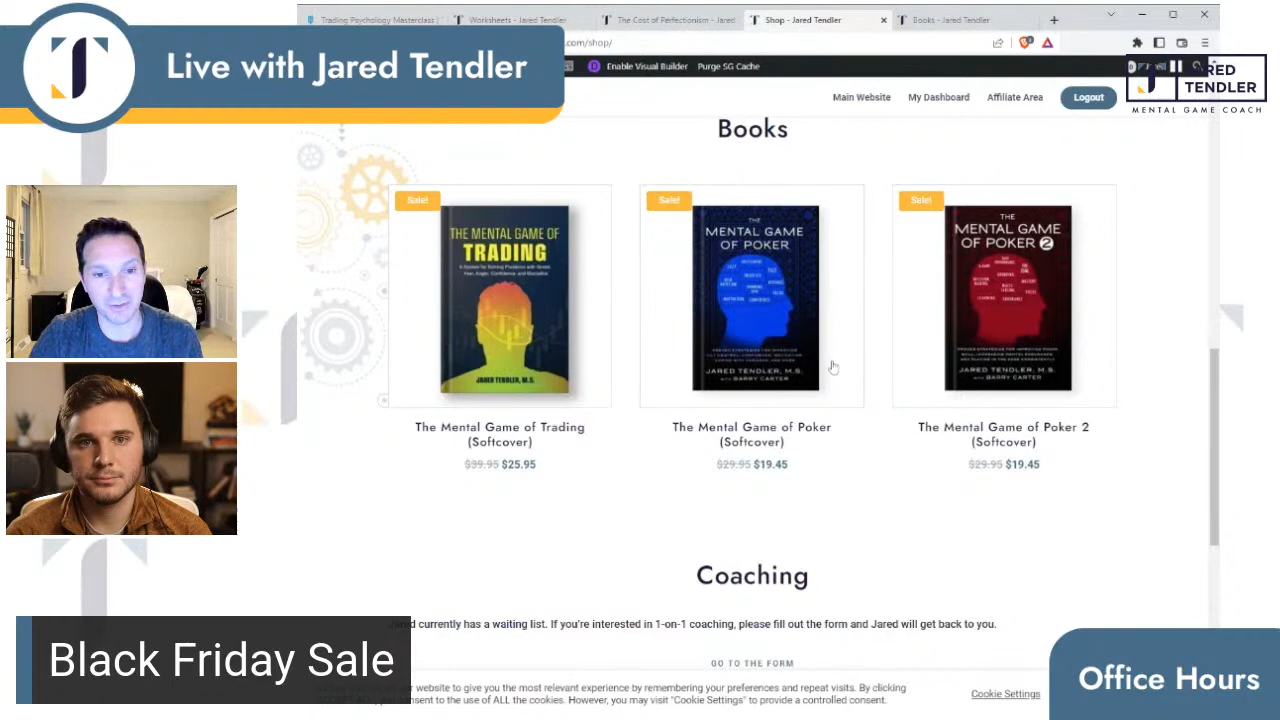 Trading Psychology Masterclass |
Worksheets - Jared Tendler
The Cost of Perfectionism - Jared
Shop - Jared Tendler
Books - Jared Tendler
.com/shop/
Live with Jared Tendler
Enable Visual Builder
Purge SG Cache
Main Website
My Dashboard
Affiliate Area
Logout
JARED
TENDLER
MENTAL GAME COACH
Books
Sale!
Sale!
Sale!
THE MENTAL GAME OF
TRADING
JARED TENDLER, M.S.
THE
MENTAL GAME
OF POKER
JARED TENDLER, M.S.
WITH BARRY CARTER
THE
MENTAL GAME
OF POKER 2
JARED TENDLER, M.S.
WITH BARRY CARTER
The Mental Game of Trading
(Softcover)
$39.95 $25.95
The Mental Game of Poker
(Softcover)
$29.95 $19.45
The Mental Game of Poker 2
(Softcover)
$29.95 $19.45
Coaching
Jared currently has a waiting list. If you're interested in 1-on-1 coaching, please fill out the form and Jared will get back to you.
GO TO THE FORM
website to give you the most relevant experience by remembering your preferences and repeat visits. By clicking
consent to the use of ALL the cookies. However, you may visit "Cookie Settings" to provide a controlled consent.
Cookie Settings
Black Friday Sale
Office Hours